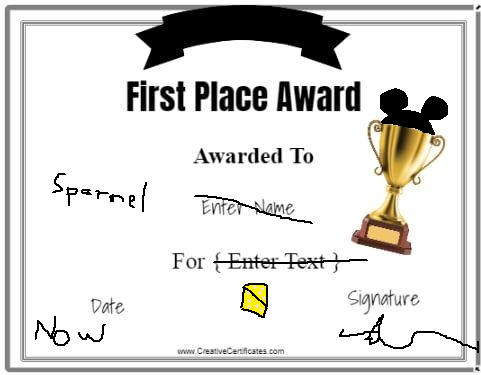 First Place Award
Awarded To
Sparnel
Enter Name
For { Enter Text }
Date
Signature
Now
www.CreativeCertificates.com